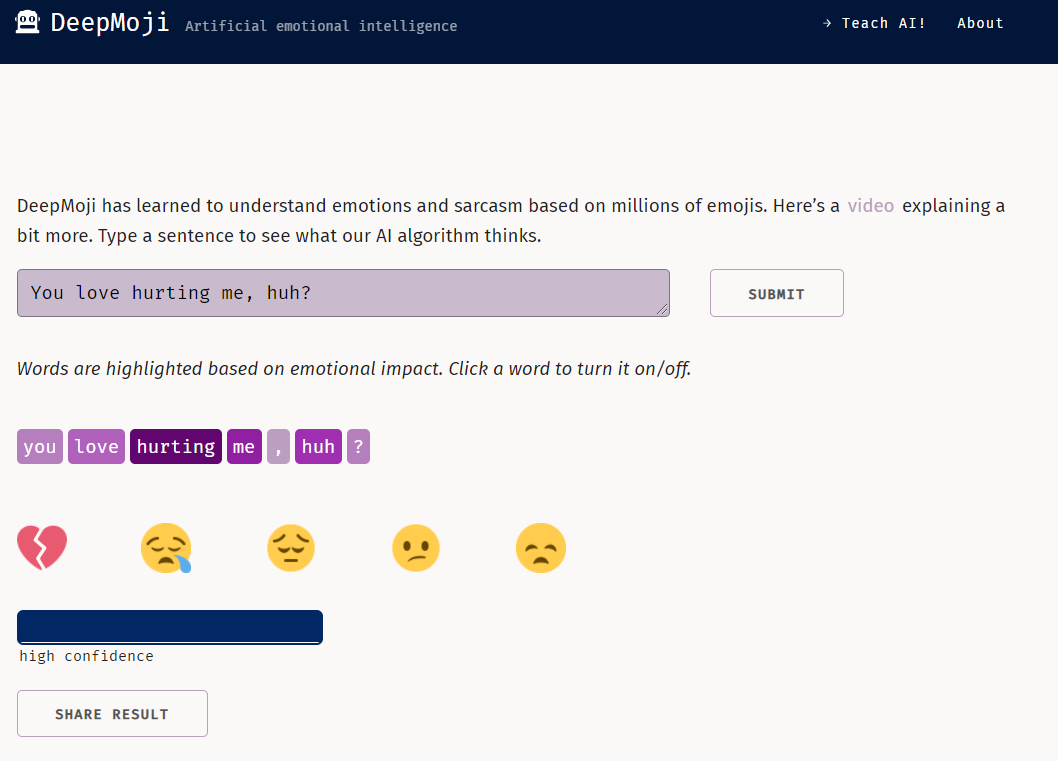 DeepMoji Artificial emotional intelligence → Teach AI! About
DeepMoji has learned to understand emotions and sarcasm based on millions of emojis. Here’s a video explaining a
bit more. Type a sentence to see what our AI algorithm thinks.
You love hurting me, huh? SUBMIT
Words are highlighted based on emotional impact. Click a word to turn it on/off.
you love hurting me , huh ?
high confidence
SHARE RESULT